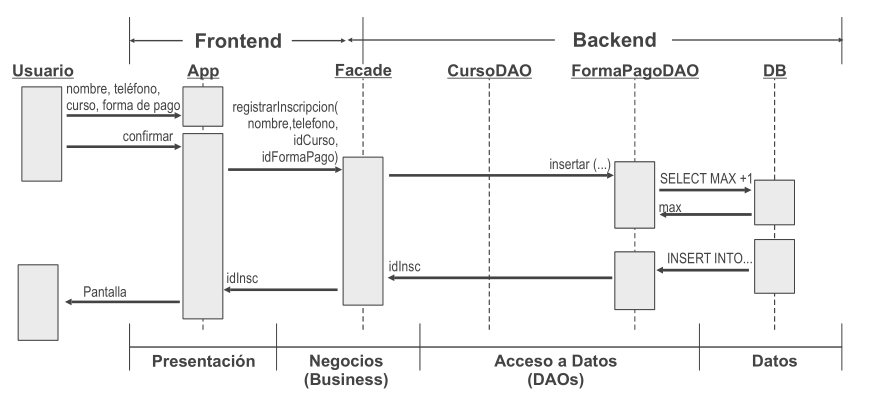 Frontend
Backend
Usuario
App
Facade
CursoDAO
FormaPagoDAO
DB
nombre, teléfono,
curso, forma de pago
confirmar
registrarInscripcion(
nombre,telefono,
idCurso,
idFormaPago)
insertar (...)
SELECT MAX +1
max
INSERT INTO...
idInsc
idInsc
Pantalla
Presentación
Negocios
(Business)
Acceso a Datos
(DAOs)
Datos